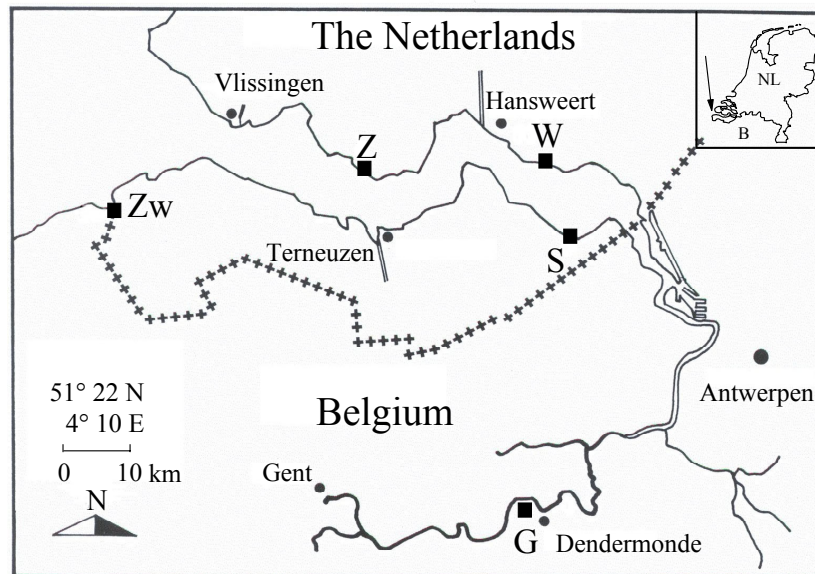 The Netherlands
NL
B
Vlissingen
Hansweert
Z
W
Zw
Terneuzen
S
51° 22 N
4° 10 E
0 10 km
N
Antwerpen
Belgium
Gent
G
Dendermonde